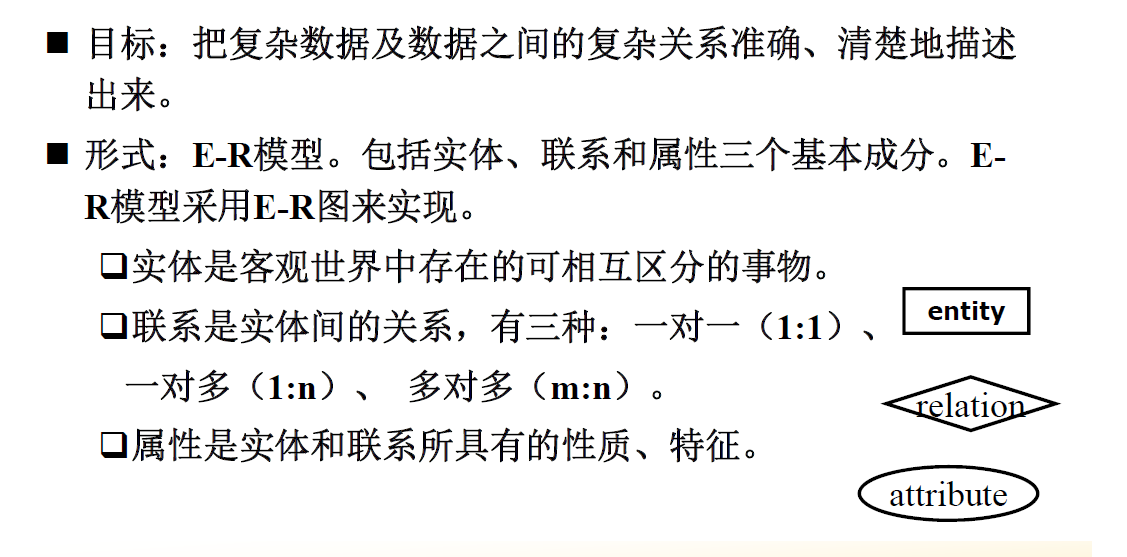 ■ 目标：把复杂数据及数据之间的复杂关系准确、清楚地描述
出来。
■ 形式：E-R模型。包括实体、联系和属性三个基本成分。E-
R模型采用E-R图来实现。
❑实体是客观世界中存在的可相互区分的事物。
❑联系是实体间的关系，有三种：一对一（1:1）、
一对多（1:n）、 多对多（m:n）。
❑属性是实体和联系所具有的性质、特征。
entity
relation
attribute